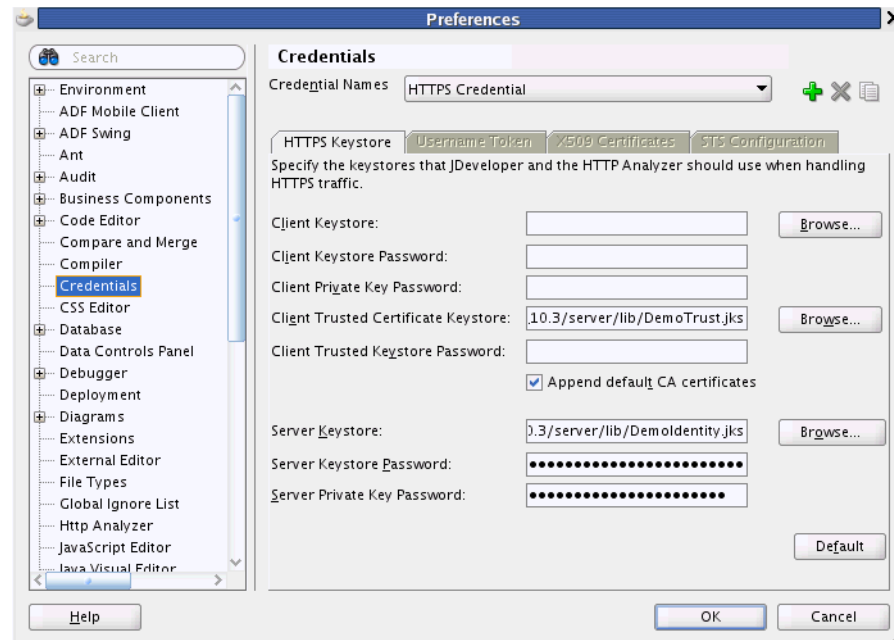 Preferences
Search
Environment
ADF Mobile Client
ADF Swing
Ant
Audit
Business Components
Code Editor
Compare and Merge
Compiler
Credentials
CSS Editor
Database
Data Controls Panel
Debugger
Deployment
Diagrams
Extensions
External Editor
File Types
Global Ignore List
Http Analyzer
JavaScript Editor
Java Visual Editor
Credentials
Credential Names HTTPS Credential
HTTPS Keystore Username Token X509 Certificates STS Configuration
Specify the keystores that JDeveloper and the HTTP Analyzer should use when handling
HTTPS traffic.
Client Keystore: Browse...
Client Keystore Password:
Client Private Key Password:
Client Trusted Certificate Keystore: .10.3/server/lib/DemoTrust.jks Browse...
Client Trusted Keystore Password:
Append default CA certificates
Server Keystore: 0.3/server/lib/DemoIdentity.jks Browse...
Server Keystore Password: ••••••••••••••••••••••••
Server Private Key Password: ••••••••••••••••••••••
Default
Help OK Cancel